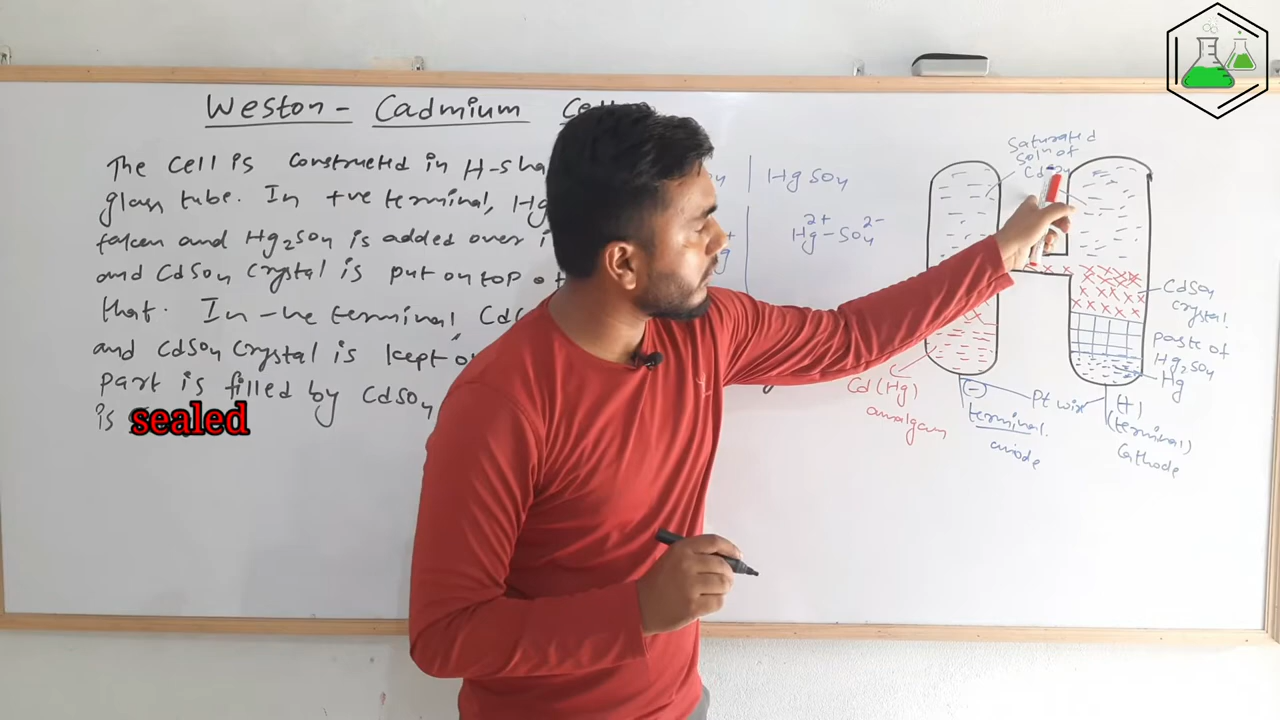 Weston - Cadmium
The Cell is constructed in H-sha
glass tube. In +ve terminal, Hg
taken and Hg2SO4 is added over i
and CdSO4 Crystal is put on top o
that. In -ve terminal Cd
and CdSO4 Crystal is kept o
part is filled by CdSO4
is sealed
HgSO4
Hg2+ - SO4 2-
Saturated
Soln of
CdSO4
crystal.
paste of
Hg2SO4
Hg
Cd(Hg)
amalgam
(-)
terminal.
anode
Pt wire
(+)
(terminal)
Cathode